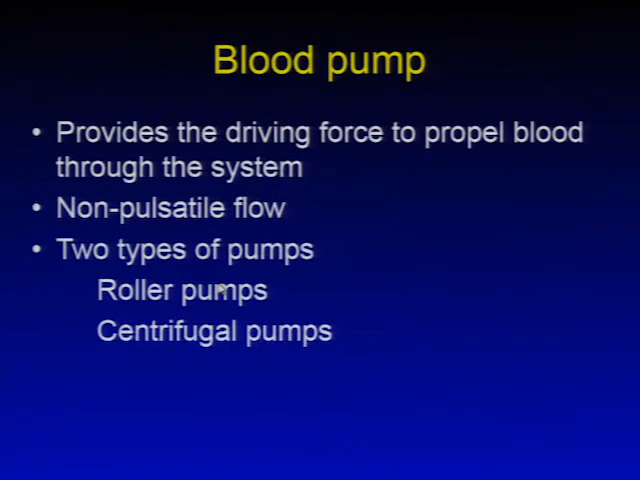 Blood pump
• Provides the driving force to propel blood
through the system
• Non-pulsatile flow
• Two types of pumps
Roller pumps
Centrifugal pumps